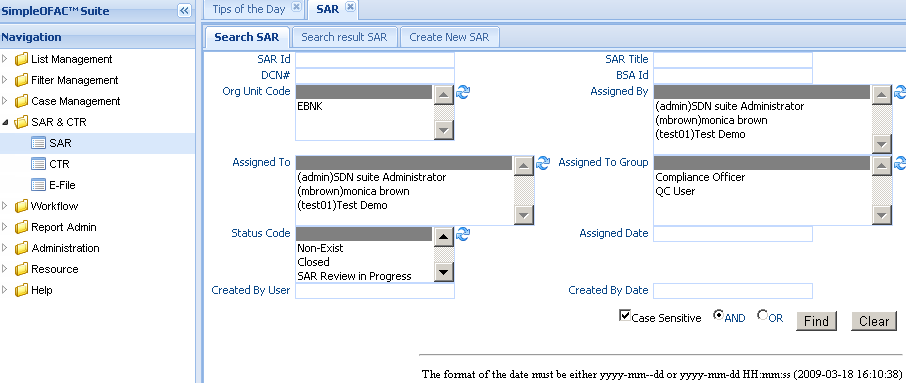 SimpleOFAC™ Suite
Tips of the Day
SAR
Navigation
List Management
Filter Management
Case Management
SAR & CTR
SAR
CTR
E-File
Workflow
Report Admin
Administration
Resource
Help
Search SAR
Search result SAR
Create New SAR
SAR Id
SAR Title
DCN#
BSA Id
Org Unit Code
EBNK
Assigned By
(admin)SDN suite Administrator
(mbrown)monica brown
(test01)Test Demo
Assigned To
(admin)SDN suite Administrator
(mbrown)monica brown
(test01)Test Demo
Assigned To Group
Compliance Officer
QC User
Status Code
Non-Exist
Closed
SAR Review in Progress
Assigned Date
Created By User
Created By Date
Case Sensitive
AND
OR
Find
Clear
The format of the date must be either yyyy-mm--dd or yyyy-mm-dd HH:mm:ss (2009-03-18 16:10:38)